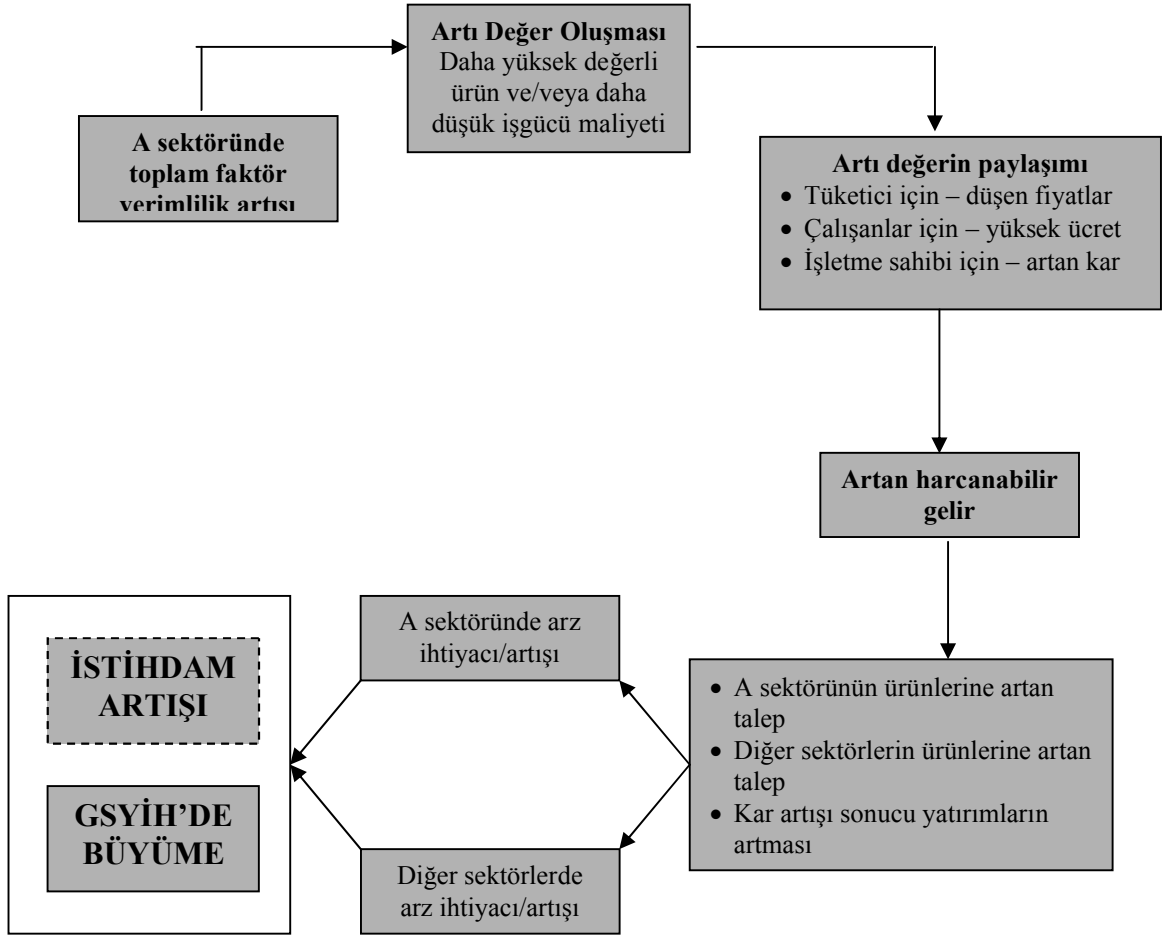 Artı Değer Oluşması
Daha yüksek değerli
ürün ve/veya daha
düşük işgücü maliyeti
A sektöründe
toplam faktör
verimlilik artışı
Artı değerin paylaşımı
• Tüketici için – düşen fiyatlar
• Çalışanlar için – yüksek ücret
• İşletme sahibi için – artan kar
Artan harcanabilir
gelir
• A sektörünün ürünlerine artan
talep
• Diğer sektörlerin ürünlerine artan
talep
• Kar artışı sonucu yatırımların
artması
A sektöründe arz
ihtiyacı/artışı
Diğer sektörlerde
arz ihtiyacı/artışı
İSTİHDAM
ARTIŞI
GSYİH’DE
BÜYÜME